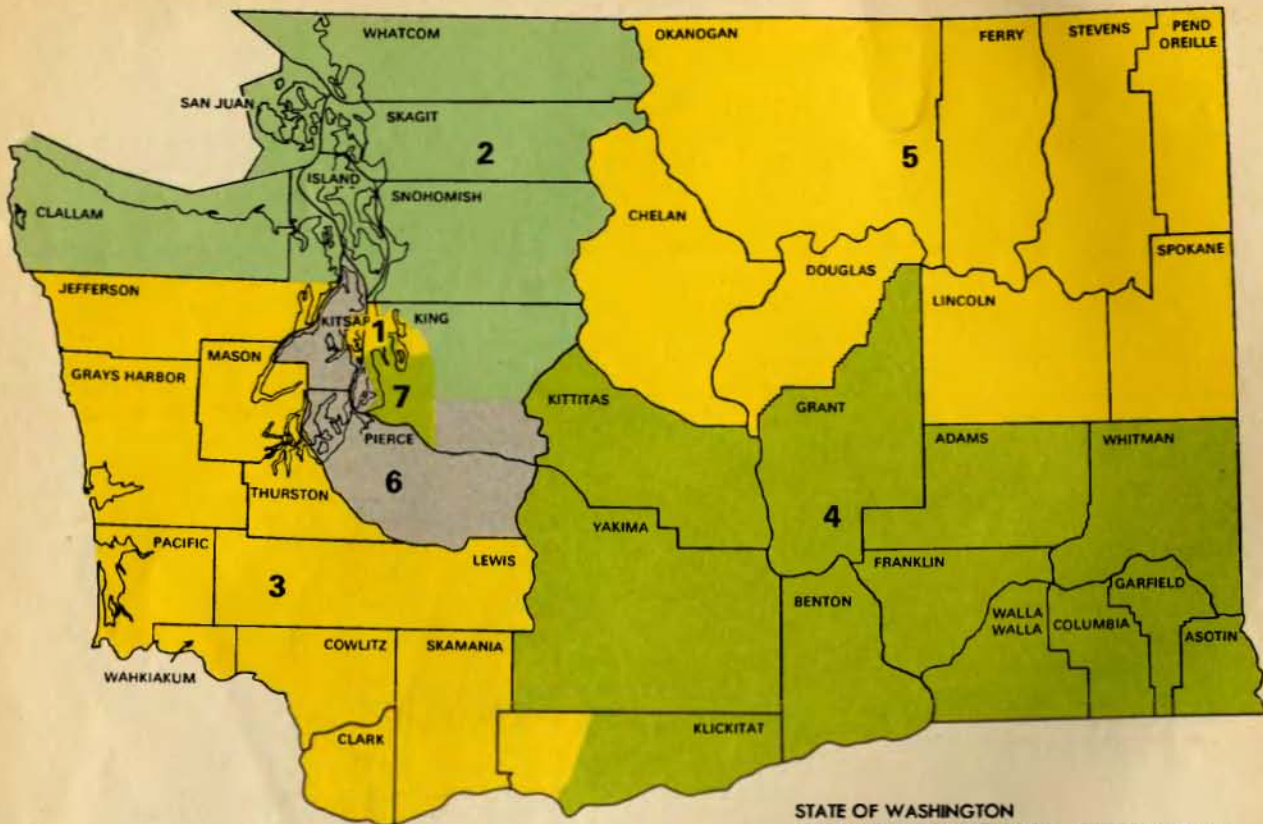 WHATCOM
OKANOGAN
FERRY
STEVENS
PEND
OREILLE
SAN JUAN
SKAGIT
2
5
ISLAND
SNOHOMISH
CLALLAM
CHELAN
SPOKANE
DOUGLAS
JEFFERSON
LINCOLN
KITSAP
1
KING
MASON
GRAYS HARBOR
7
KITTITAS
GRANT
PIERCE
ADAMS
WHITMAN
6
THURSTON
4
YAKIMA
PACIFIC
LEWIS
FRANKLIN
3
GARFIELD
BENTON
WALLA
WALLA
COLUMBIA
ASOTIN
COWLITZ
SKAMANIA
WAHKIAKUM
KLICKITAT
CLARK
STATE OF WASHINGTON